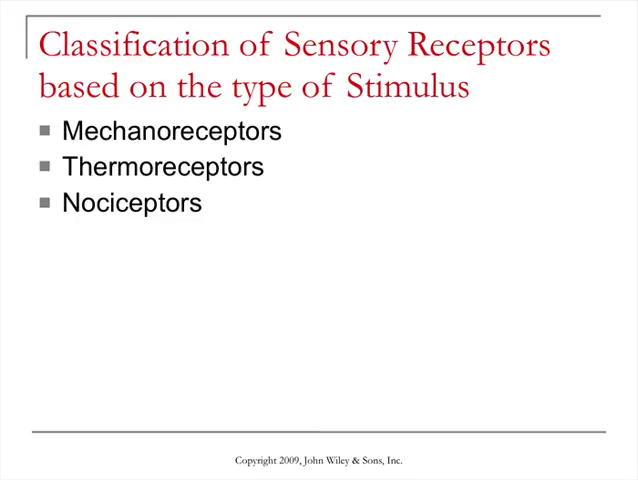 Classification of Sensory Receptors
based on the type of Stimulus
Mechanoreceptors
Thermoreceptors
Nociceptors
Copyright 2009, John Wiley & Sons, Inc.